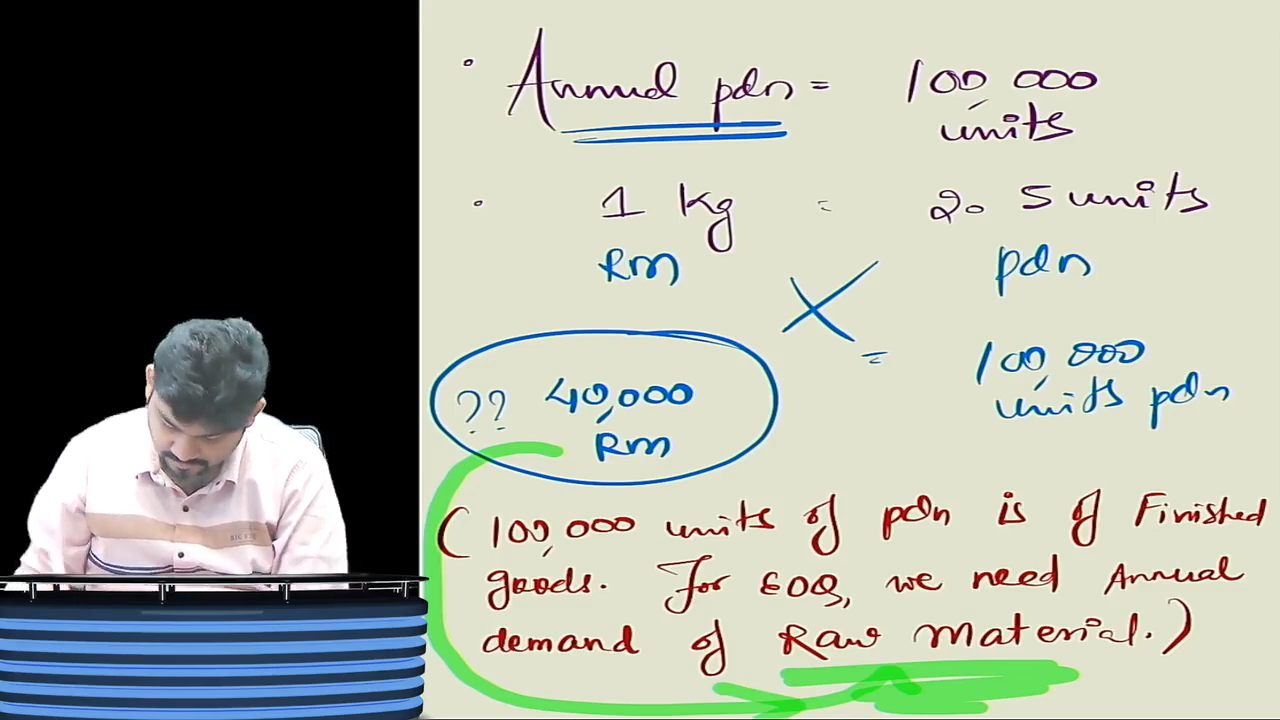 Annual pdn = 100,000
units
1 kg = 2.5 units
RM pdn
?? 40,000 = 100,000
RM units pdn
(100,000 units of pdn is of Finished
goods. For EOQ, we need Annual
demand of Raw Material.)